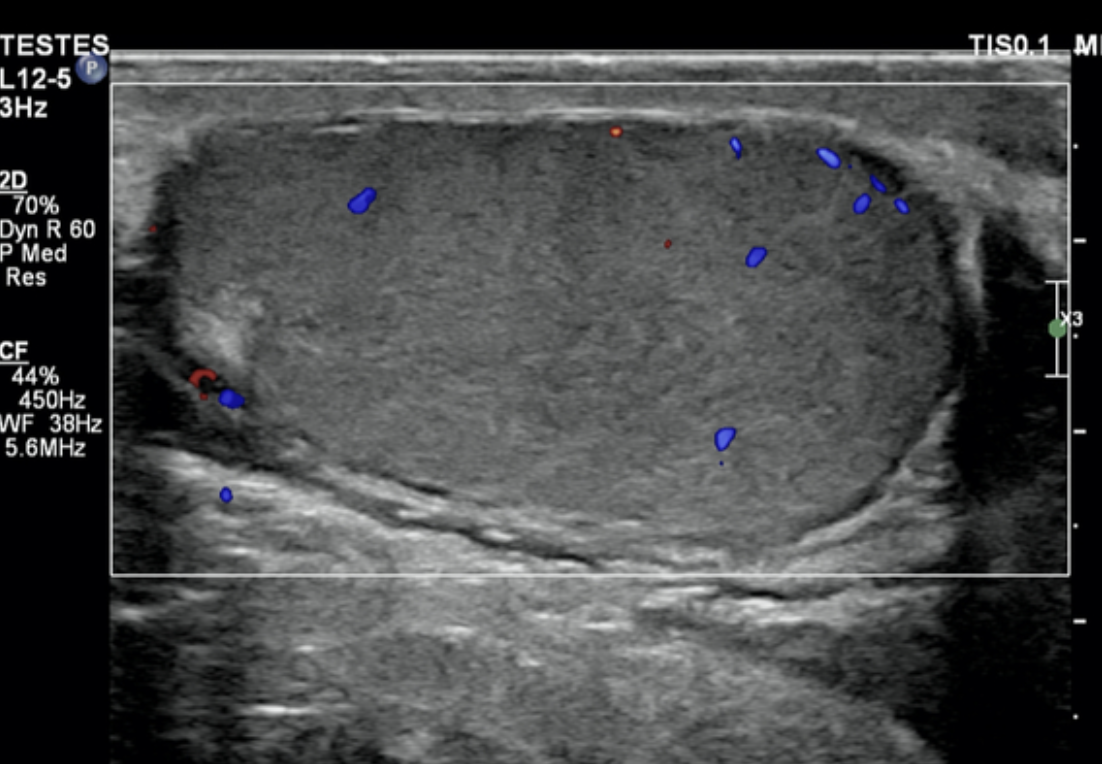 TESTES
TIS0.1 MI
P
L12-5
3Hz
2D
70%
Dyn R 60
P Med
Res
x3
CF
44%
450Hz
WF 38Hz
5.6MHz